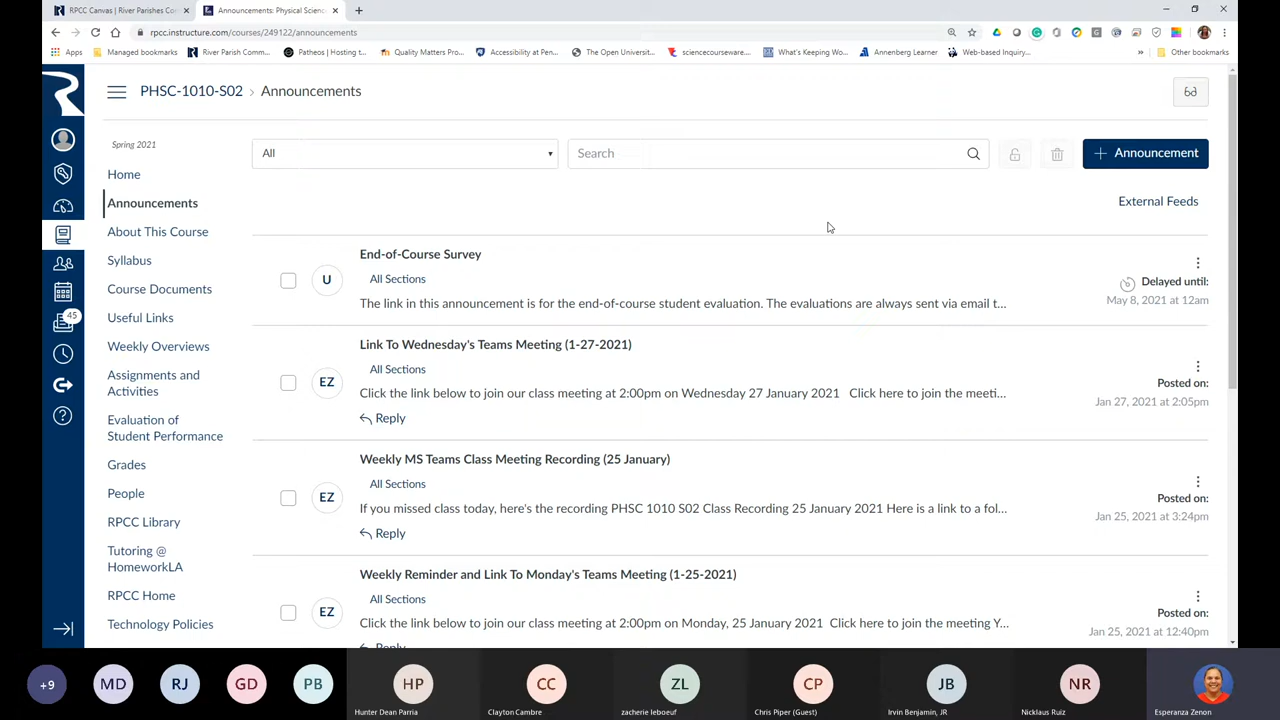 RPCC Canvas | River Parishes Con
Announcements: Physical Scienc
rpcc.instructure.com/courses/249122/announcements
Apps
Managed bookmarks
River Parish Comm...
Patheos | Hosting t...
Quality Matters Pro...
Accessibility at Pen...
The Open Universit...
sciencecourseware...
What's Keeping Wo...
Annenberg Learner
Web-based Inquiry...
»
Other bookmarks
PHSC-1010-S02 › Announcements
Spring 2021
Home
Announcements
About This Course
Syllabus
Course Documents
Useful Links
Weekly Overviews
Assignments and
Activities
Evaluation of
Student Performance
Grades
People
RPCC Library
Tutoring @
HomeworkLA
RPCC Home
Technology Policies
45
All
Search
+ Announcement
External Feeds
End-of-Course Survey
U
All Sections
The link in this announcement is for the end-of-course student evaluation. The evaluations are always sent via email t...
Delayed until:
May 8, 2021 at 12am
Link To Wednesday's Teams Meeting (1-27-2021)
EZ
All Sections
Click the link below to join our class meeting at 2:00pm on Wednesday 27 January 2021 Click here to join the meeti...
Reply
Posted on:
Jan 27, 2021 at 2:05pm
Weekly MS Teams Class Meeting Recording (25 January)
EZ
All Sections
If you missed class today, here's the recording PHSC 1010 S02 Class Recording 25 January 2021 Here is a link to a fol...
Reply
Posted on:
Jan 25, 2021 at 3:24pm
Weekly Reminder and Link To Monday's Teams Meeting (1-25-2021)
EZ
All Sections
Click the link below to join our class meeting at 2:00pm on Monday, 25 January 2021 Click here to join the meeting Y...
Reply
Posted on:
Jan 25, 2021 at 12:40pm
+9
MD
RJ
GD
PB
HP
Hunter Dean Parria
CC
Clayton Cambre
ZL
zacherie leboeuf
CP
Chris Piper (Guest)
JB
Irvin Benjamin, JR
NR
Nicklaus Ruiz
Esperanza Zenon